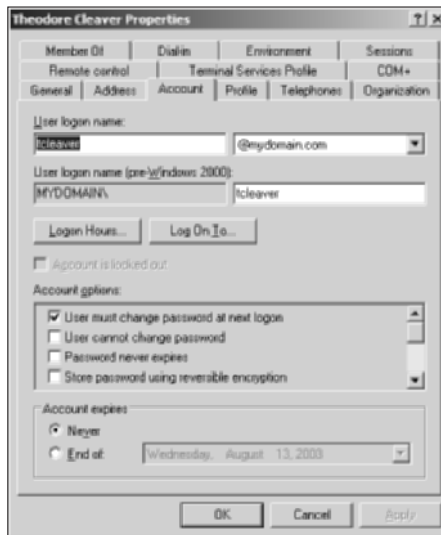 Theodore Cleaver Properties
Member Of Dial-in Environment Sessions
Remote control Terminal Services Profile COM+
General Address Account Profile Telephones Organization
User logon name:
tcleaver @mydomain.com
User logon name (pre-Windows 2000):
MYDOMAIN\ tcleaver
Logon Hours... Log On To...
Account is locked out
Account options:
User must change password at next logon
User cannot change password
Password never expires
Store password using reversible encryption
Account expires
Never
End of: Wednesday, August 13, 2003
OK Cancel Apply